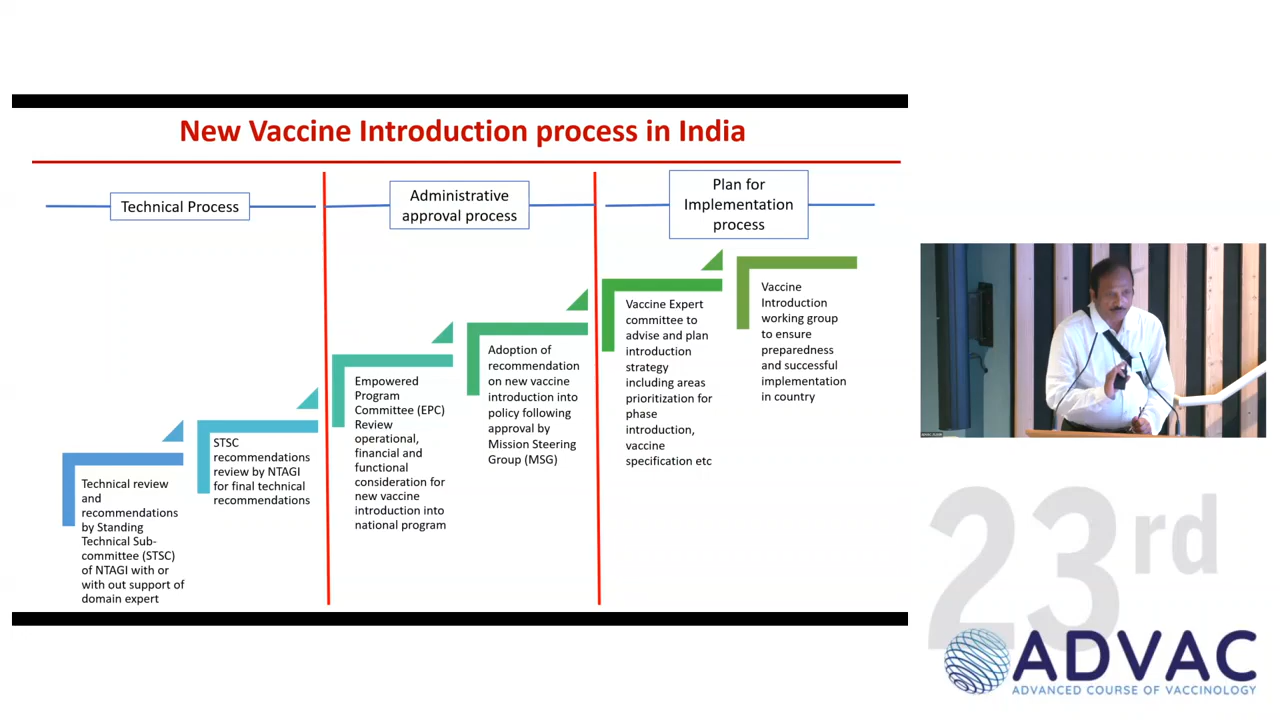 New Vaccine Introduction process in India
Technical Process
Administrative
approval process
Plan for
Implementation
process
Technical review
and
recommendations
by Standing
Technical Sub-
committee (STSC)
of NTAGI with or
with out support of
domain expert
STSC
recommendations
review by NTAGI
for final technical
recommendations
Empowered
Program
Committee (EPC)
Review
operational,
financial and
functional
consideration for
new vaccine
introduction into
national program
Adoption of
recommendation
on new vaccine
introduction into
policy following
approval by
Mission Steering
Group (MSG)
Vaccine Expert
committee to
advise and plan
introduction
strategy
including areas
prioritization for
phase
introduction,
vaccine
specification etc
Vaccine
Introduction
working group
to ensure
preparedness
and successful
implementation
in country
23rd
ADVAC
ADVANCED COURSE OF VACCINOLOGY